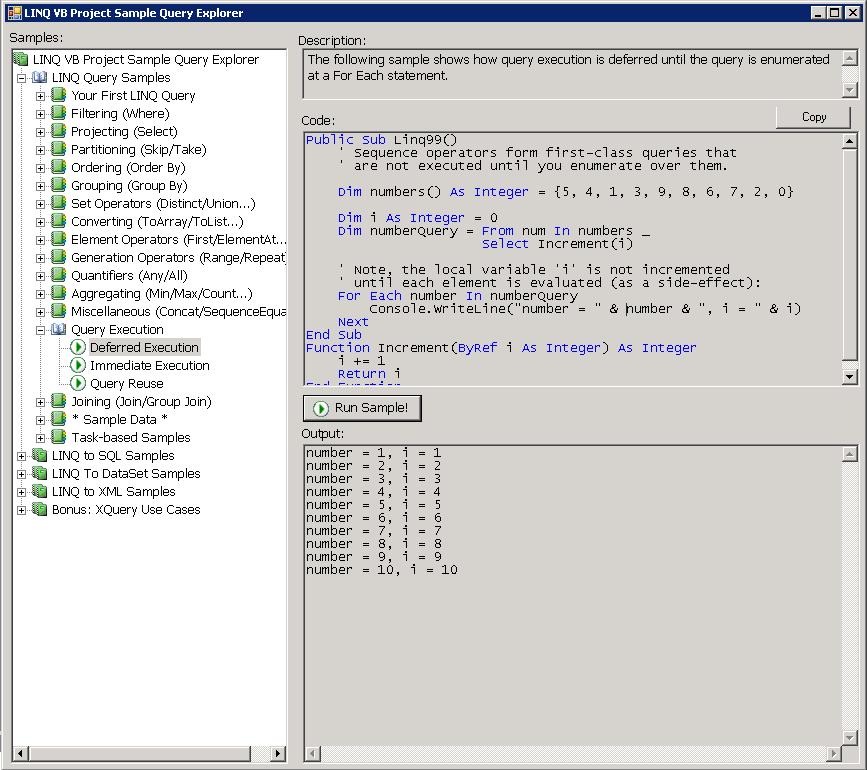 LINQ VB Project Sample Query Explorer
Samples:
LINQ VB Project Sample Query Explorer
LINQ Query Samples
Your First LINQ Query
Filtering (Where)
Projecting (Select)
Partitioning (Skip/Take)
Ordering (Order By)
Grouping (Group By)
Set Operators (Distinct/Union...)
Converting (ToArray/ToList...)
Element Operators (First/ElementAt...
Generation Operators (Range/Repeat
Quantifiers (Any/All)
Aggregating (Min/Max/Count...)
Miscellaneous (Concat/SequenceEqua
Query Execution
Deferred Execution
Immediate Execution
Query Reuse
Joining (Join/Group Join)
* Sample Data *
Task-based Samples
LINQ to SQL Samples
LINQ To DataSet Samples
LINQ to XML Samples
Bonus: XQuery Use Cases
Description:
The following sample shows how query execution is deferred until the query is enumerated
at a For Each statement.
Code:
Copy
Public Sub Linq99()
' Sequence operators form first-class queries that
' are not executed until you enumerate over them.
Dim numbers() As Integer = {5, 4, 1, 3, 9, 8, 6, 7, 2, 0}
Dim i As Integer = 0
Dim numberQuery = From num In numbers _
Select Increment(i)
' Note, the local variable 'i' is not incremented
' until each element is evaluated (as a side-effect):
For Each number In numberQuery
Console.WriteLine("number = " & number & ", i = " & i)
Next
End Sub
Function Increment(ByRef i As Integer) As Integer
i += 1
Return i
End Function
Run Sample!
Output:
number = 1, i = 1
number = 2, i = 2
number = 3, i = 3
number = 4, i = 4
number = 5, i = 5
number = 6, i = 6
number = 7, i = 7
number = 8, i = 8
number = 9, i = 9
number = 10, i = 10